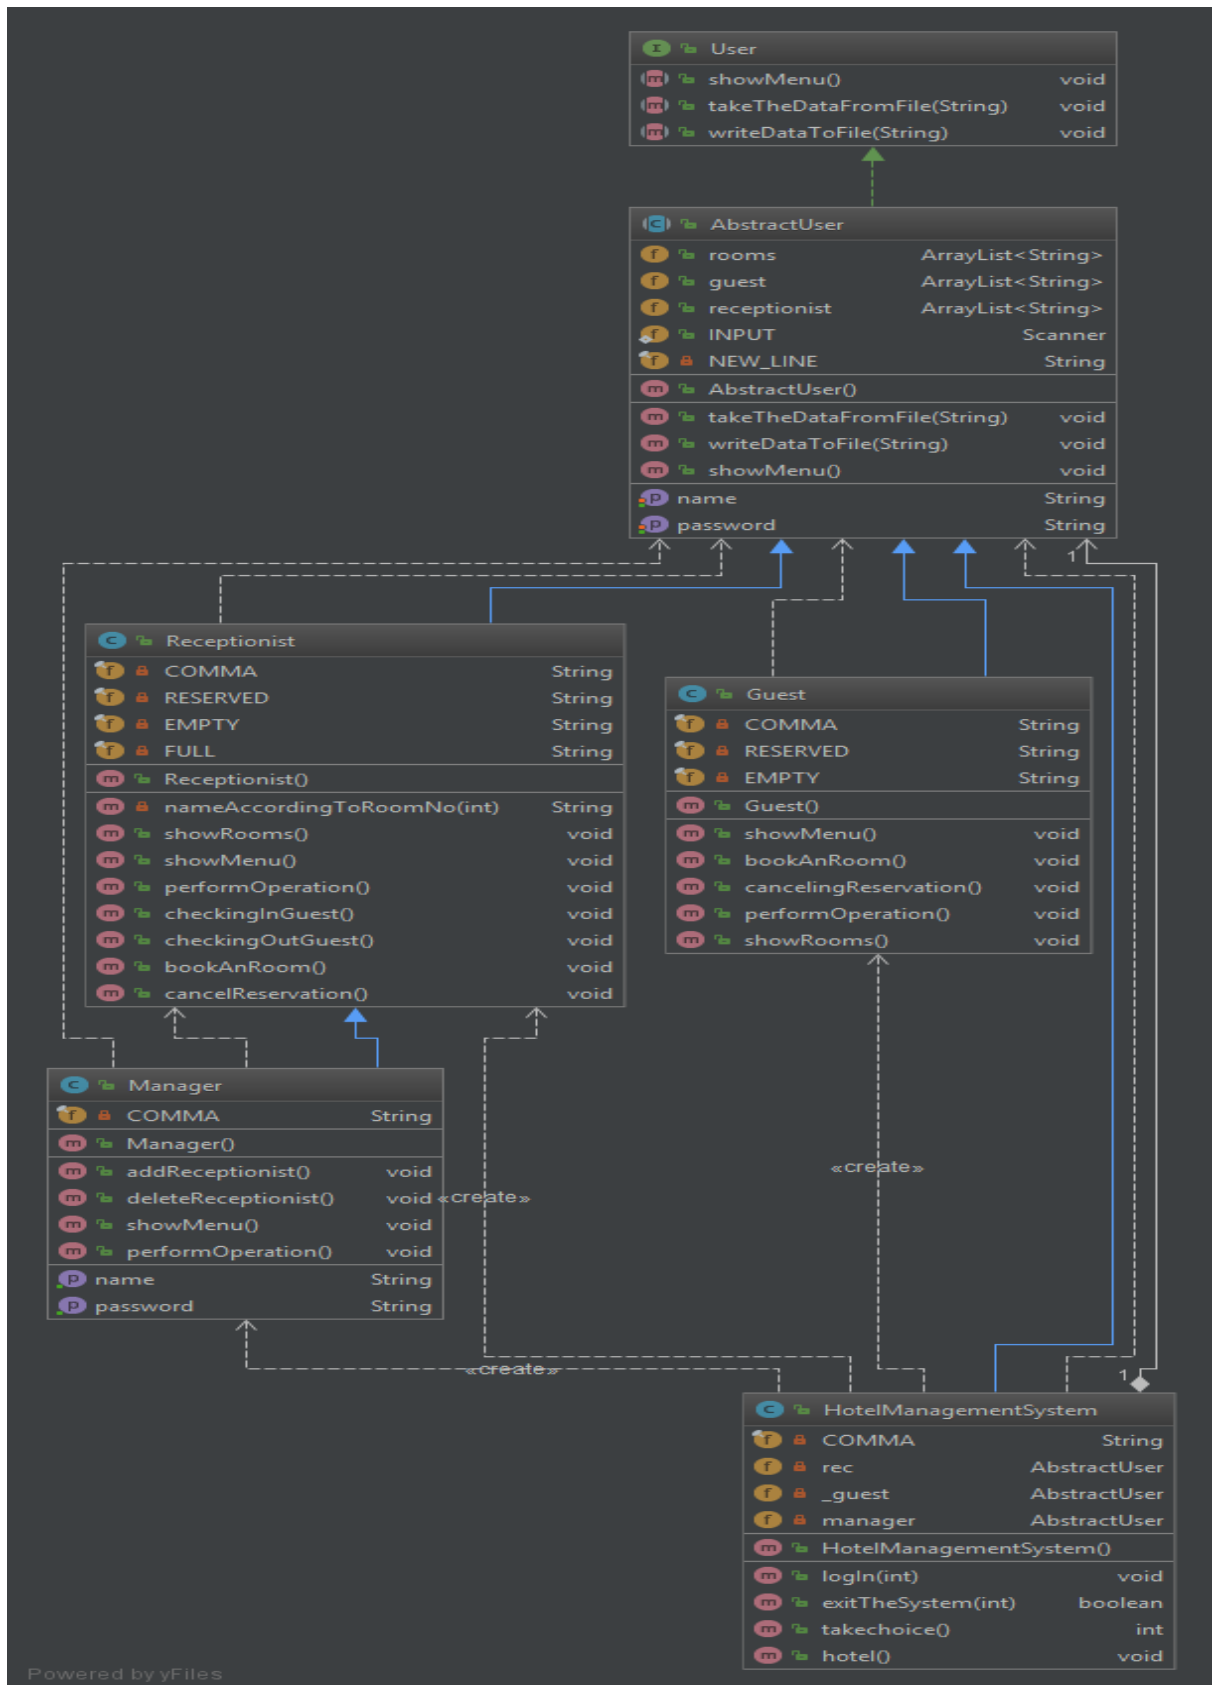 User
showMenu() void
takeTheDataFromFile(String) void
writeDataToFile(String) void
AbstractUser
rooms ArrayList<String>
guest ArrayList<String>
receptionist ArrayList<String>
INPUT Scanner
NEW_LINE String
AbstractUser()
takeTheDataFromFile(String) void
writeDataToFile(String) void
showMenu() void
name String
password String
1
Receptionist
COMMA String
RESERVED String
EMPTY String
FULL String
Receptionist()
nameAccordingToRoomNo(int) String
showRooms() void
showMenu() void
performOperation() void
checkingInGuest() void
checkingOutGuest() void
bookAnRoom() void
cancelReservation() void
Guest
COMMA String
RESERVED String
EMPTY String
Guest()
showMenu() void
bookAnRoom() void
cancelingReservation() void
performOperation() void
showRooms() void
Manager
COMMA String
Manager()
addReceptionist() void
deleteReceptionist() void
showMenu() void
performOperation() void
name String
password String
«create»
«create»
«create»
1
HotelManagementSystem
COMMA String
rec AbstractUser
_guest AbstractUser
manager AbstractUser
HotelManagementSystem()
logIn(int) void
exitTheSystem(int) boolean
takechoice() int
hotel() void
Powered by yFiles